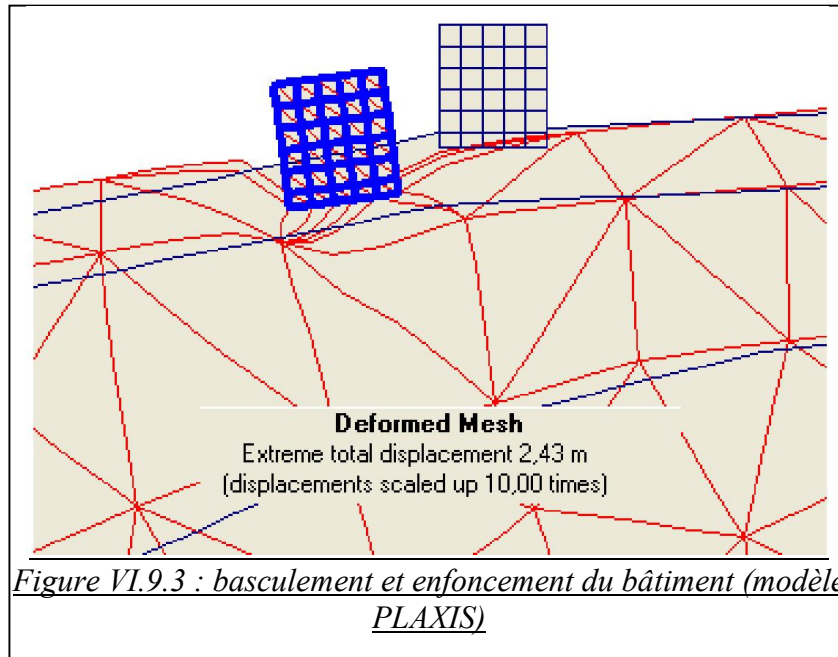 Deformed Mesh
Extreme total displacement 2,43 m
(displacements scaled up 10,00 times)
Figure VI.9.3 : basculement et enfoncement du bâtiment (modèle
PLAXIS)